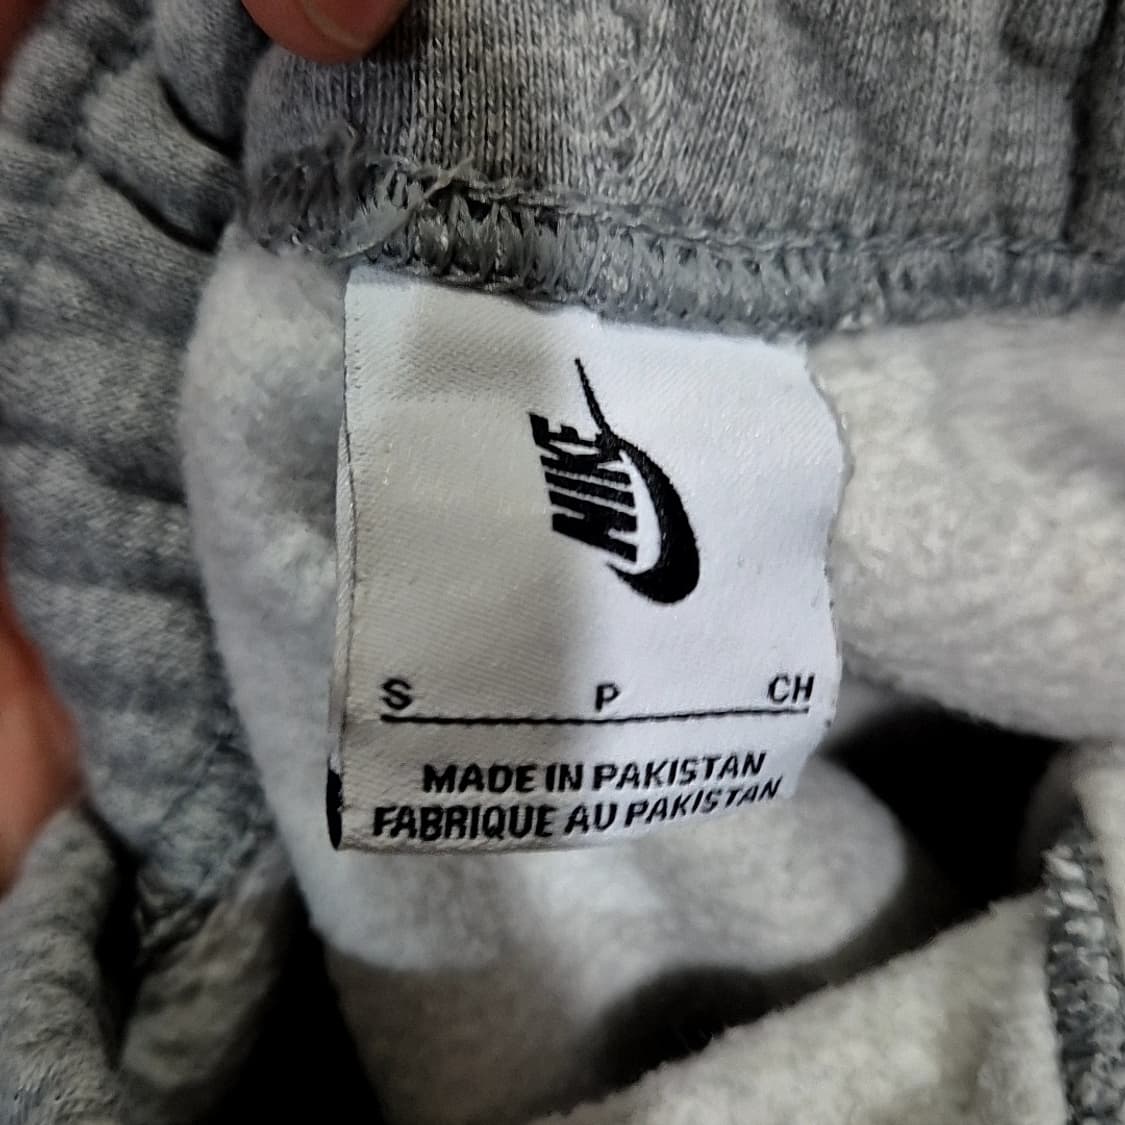 NIKE
S P CH
MADE IN PAKISTAN
FABRIQUE AU PAKISTAN